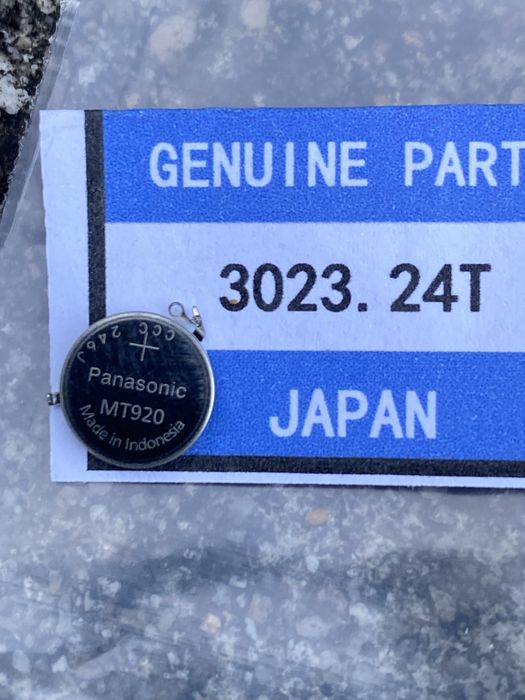 GENUINE PART
3023. 24T
JAPAN
+
Panasonic
MT920
Made in Indonesia